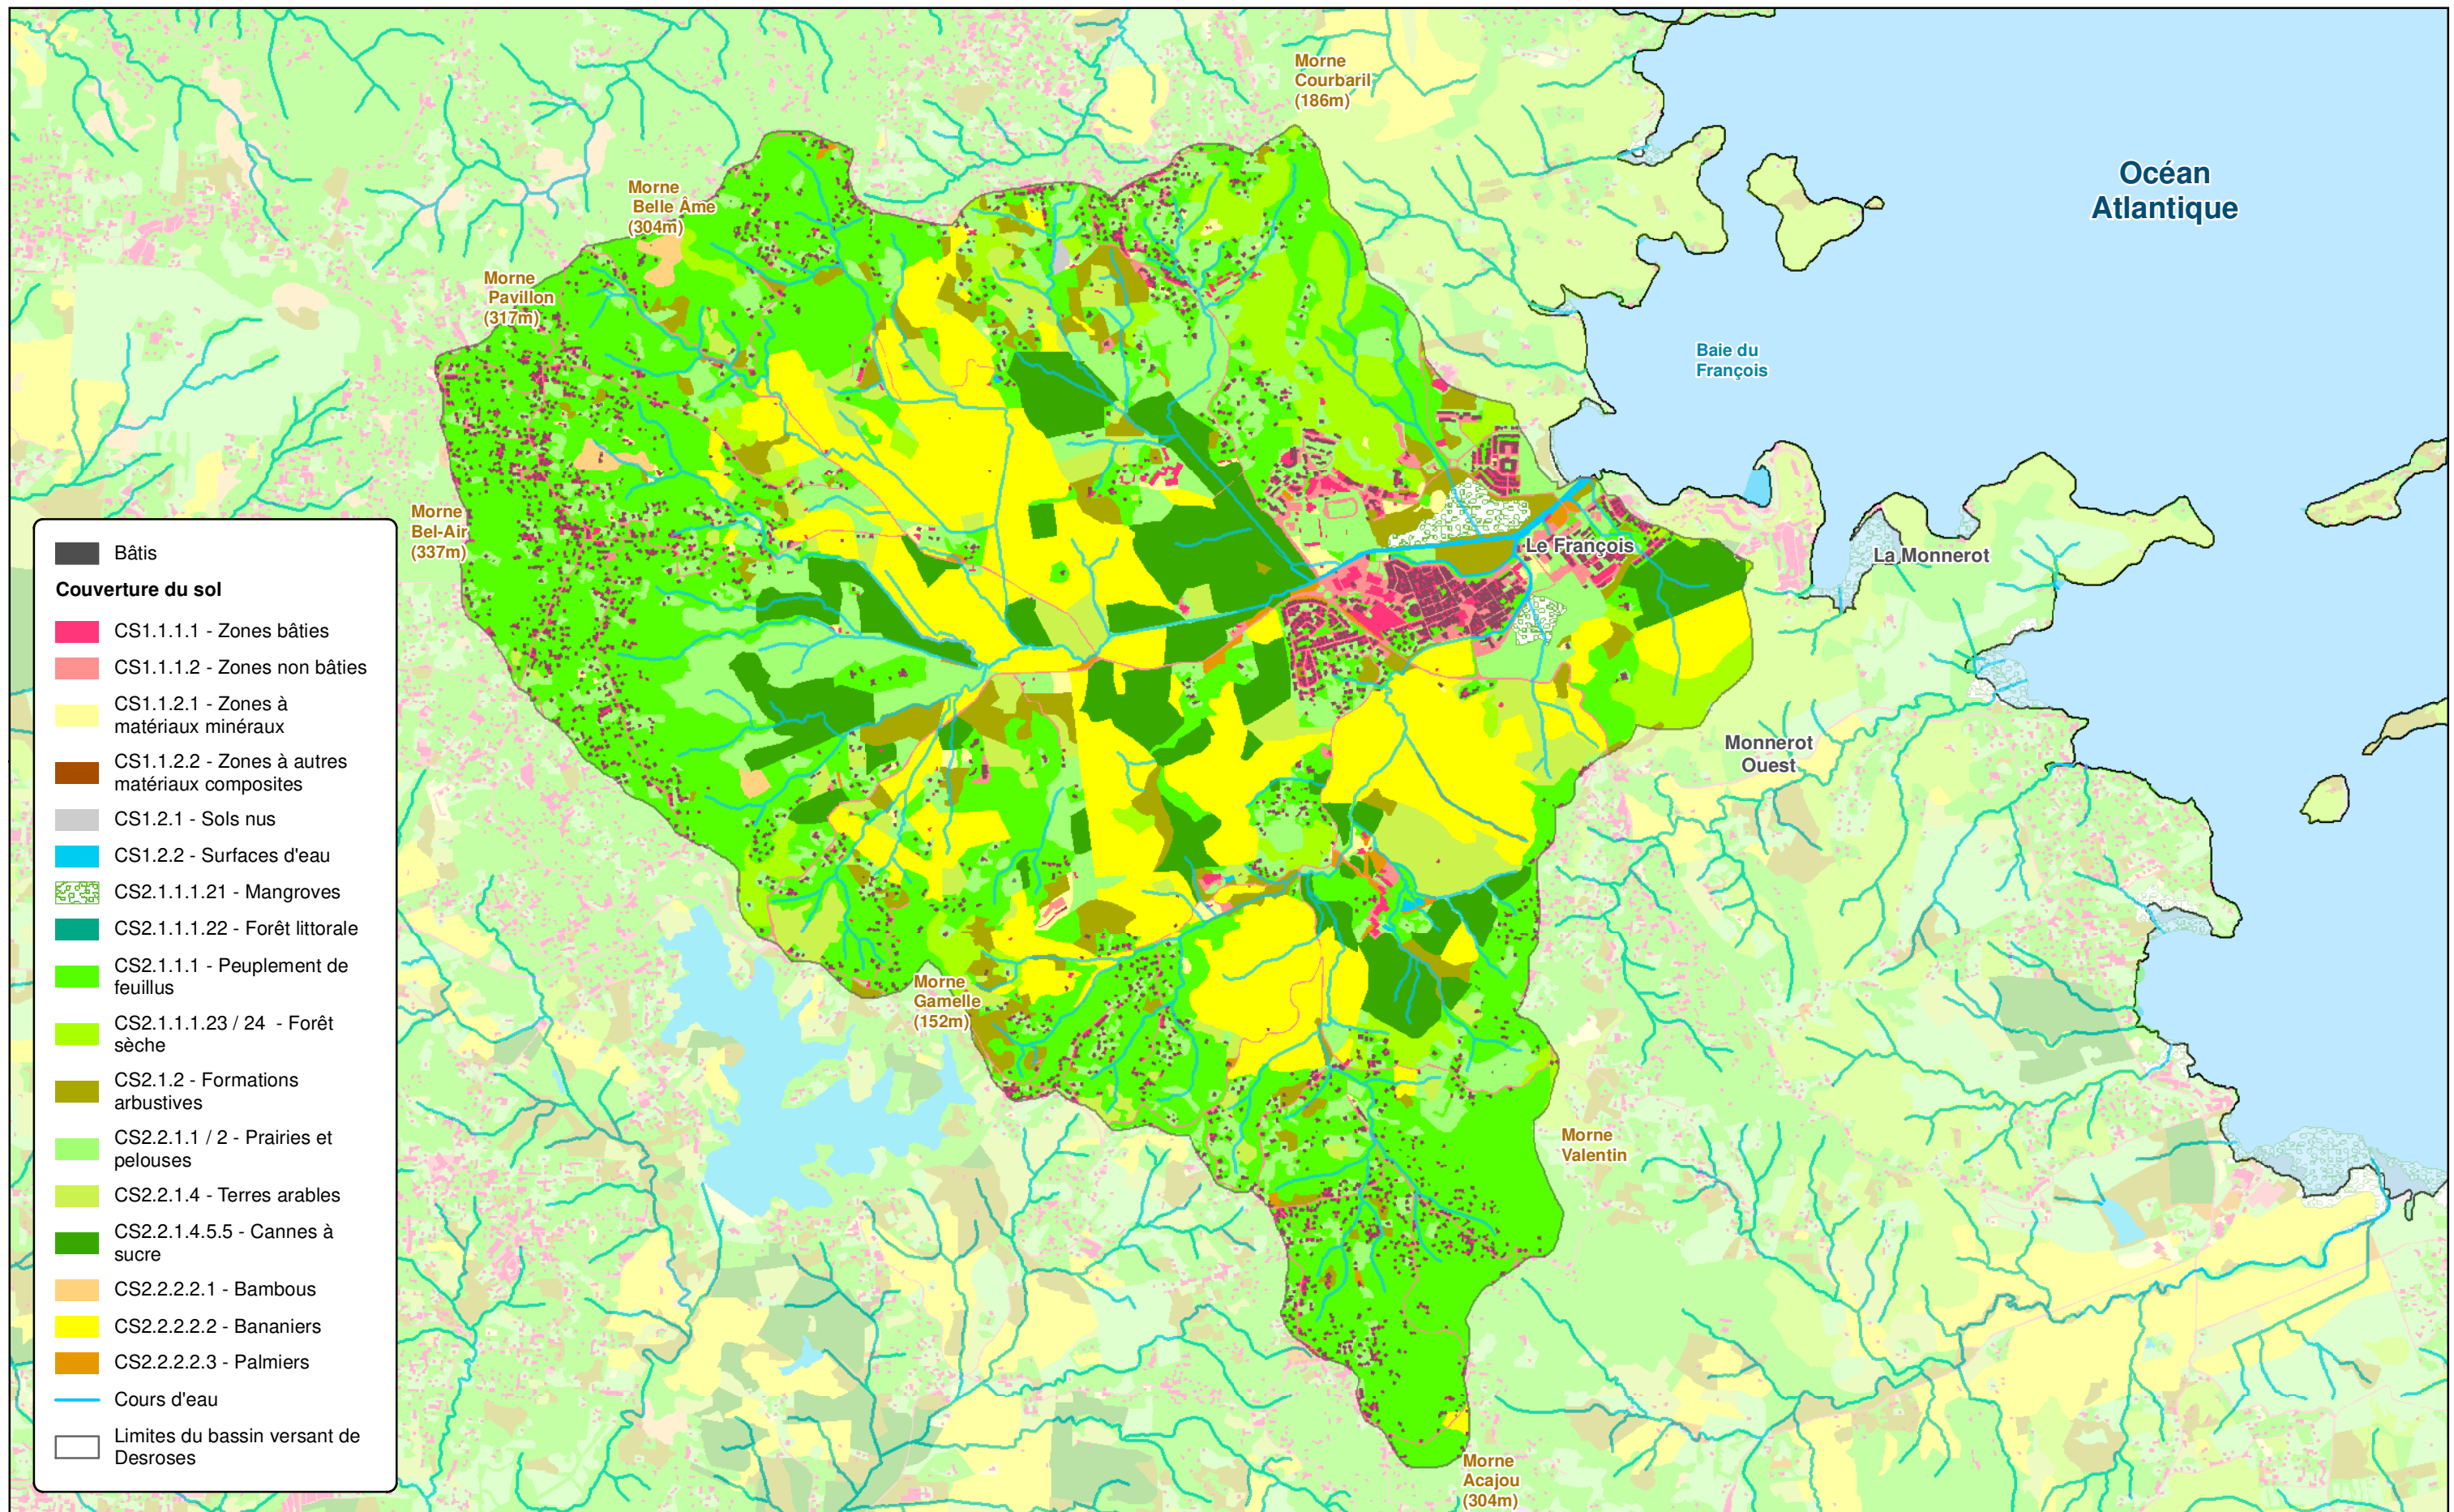 Morne
Courbaril
(186m)
Océan
Atlantique
Morne
Belle Âme
(304m)
Morne
Pavillon
(317m)
Baie du
François
Morne
Bel-Air
(337m)
Le François
La Monnerot
Monnerot
Ouest
Morne
Gamelle
(152m)
Morne
Valentin
Morne
Acajou
(304m)
Bâtis
Couverture du sol
CS1.1.1.1 - Zones bâties
CS1.1.1.2 - Zones non bâties
CS1.1.2.1 - Zones à
matériaux minéraux
CS1.1.2.2 - Zones à autres
matériaux composites
CS1.2.1 - Sols nus
CS1.2.2 - Surfaces d'eau
CS2.1.1.1.21 - Mangroves
CS2.1.1.1.22 - Forêt littorale
CS2.1.1.1 - Peuplement de
feuillus
CS2.1.1.1.23 / 24 - Forêt
sèche
CS2.1.2 - Formations
arbustives
CS2.2.1.1 / 2 - Prairies et
pelouses
CS2.2.1.4 - Terres arables
CS2.2.1.4.5.5 - Cannes à
sucre
CS2.2.2.2.1 - Bambous
CS2.2.2.2.2 - Bananiers
CS2.2.2.2.3 - Palmiers
Cours d'eau
Limites du bassin versant de
Desroses